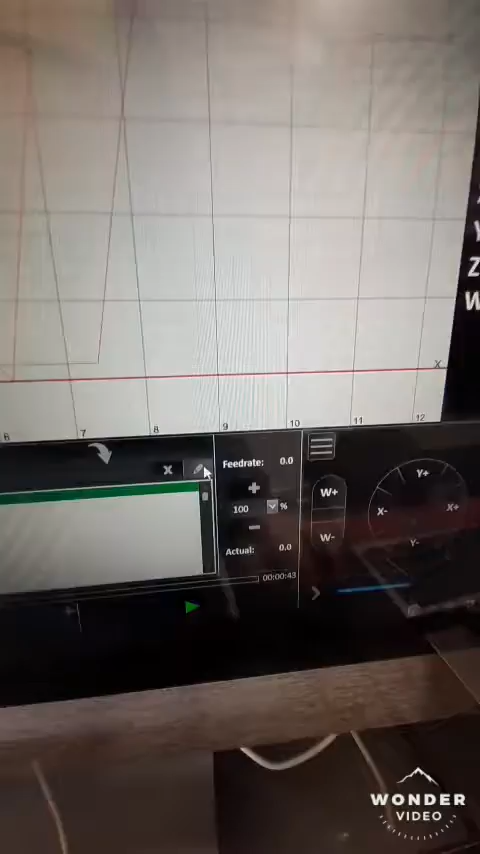 Y
Z
W
X
6 7 8 9 10 11 12
X
Feedrate: 0.0
100 %
Actual: 0.0
00:00:43
W+
W-
Y+
X-
X+
Y-
WONDER
VIDEO